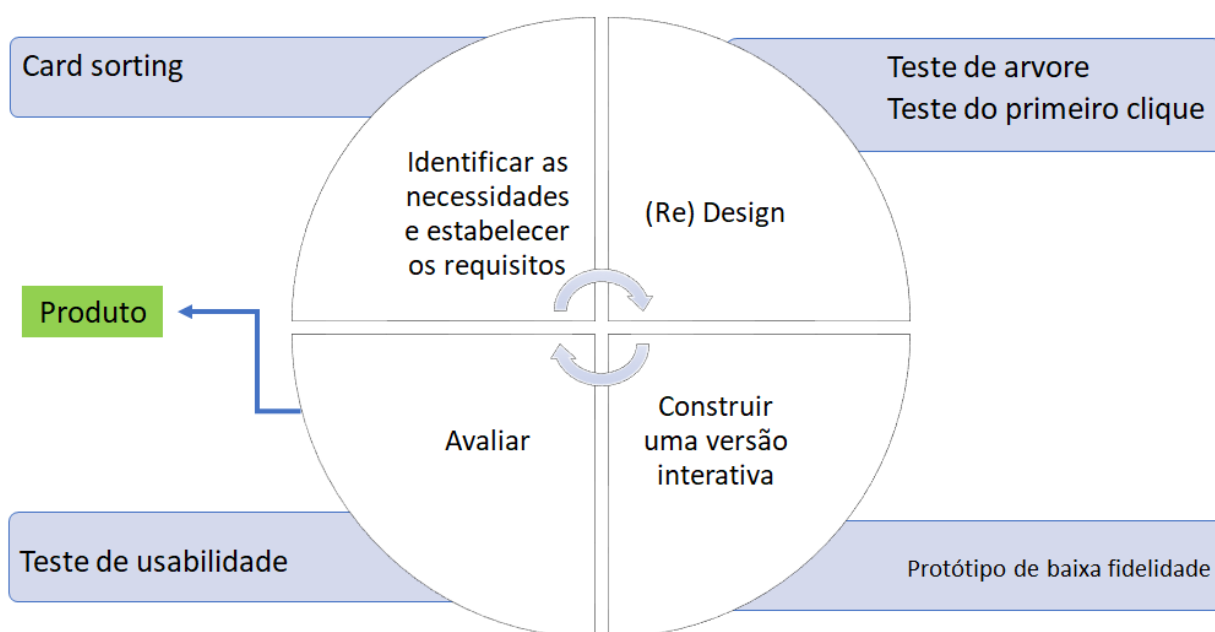 Card sorting
Teste de arvore
Teste do primeiro clique
Identificar as
necessidades
e estabelecer
os requisitos
(Re) Design
Produto
Avaliar
Construir
uma versão
interativa
Teste de usabilidade
Protótipo de baixa fidelidade